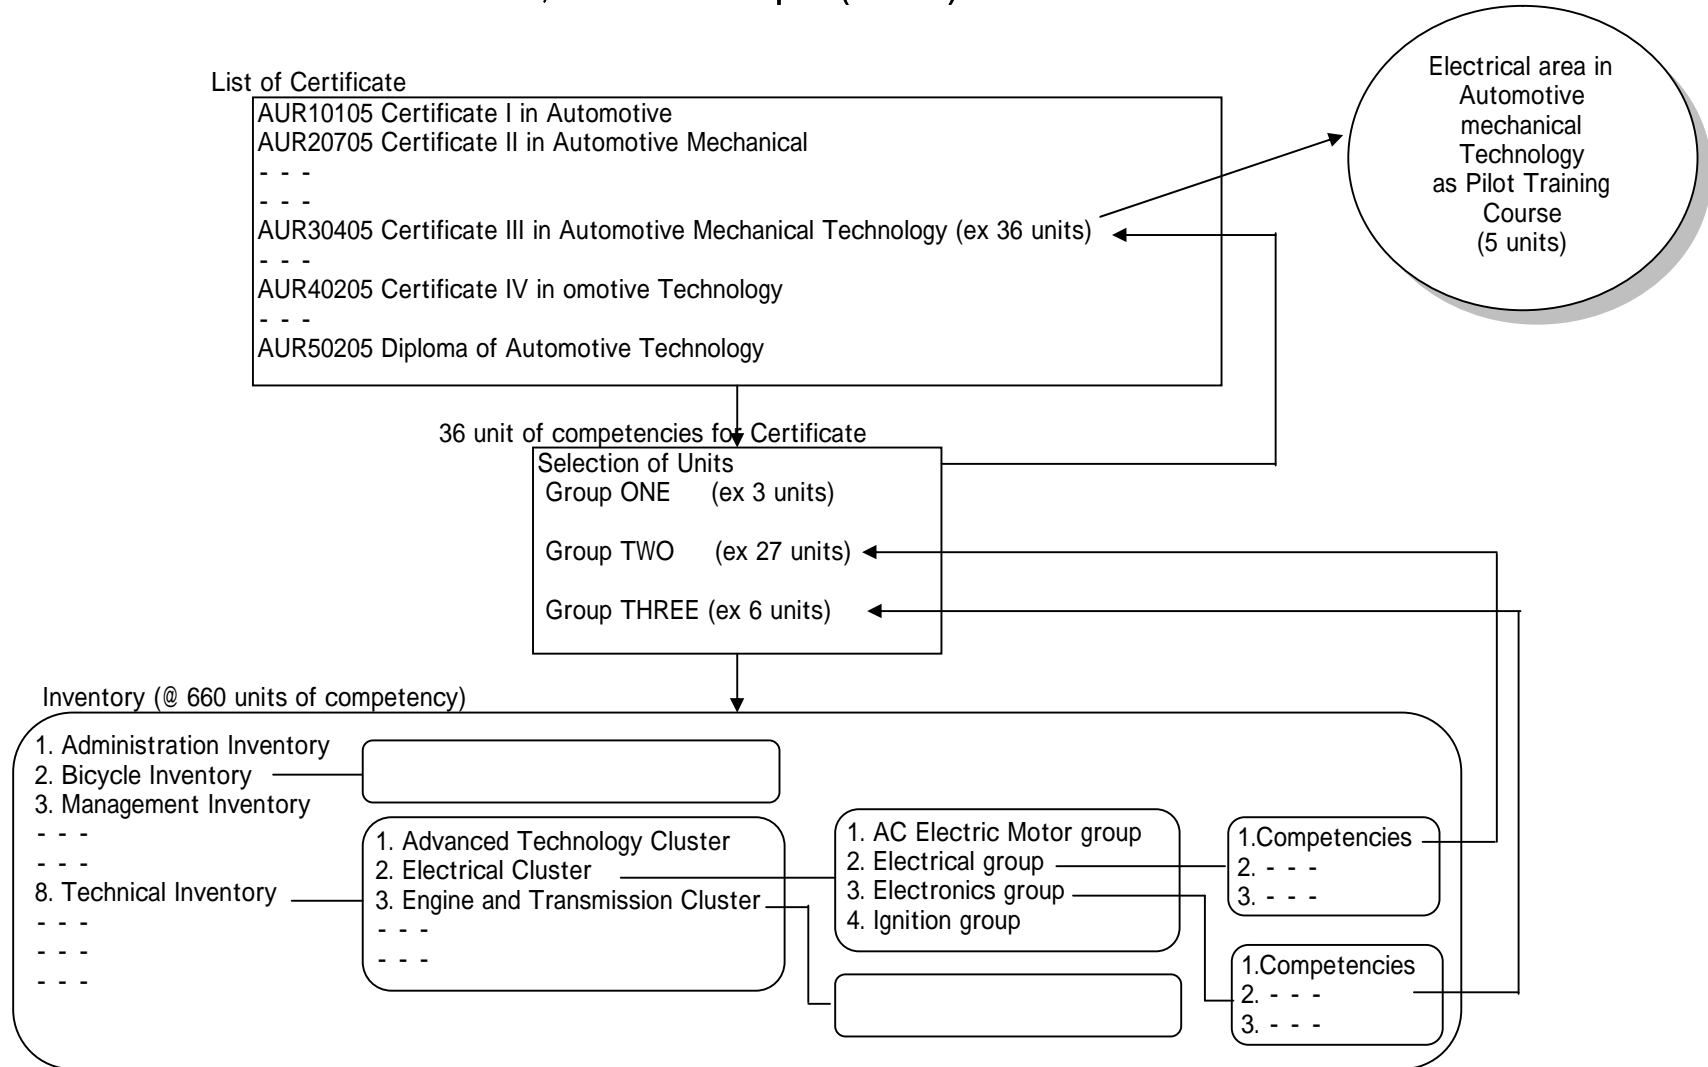 List of Certificate
AUR10105 Certificate I in Automotive
AUR20705 Certificate II in Automotive Mechanical
- - -
- - -
AUR30405 Certificate III in Automotive Mechanical Technology (ex 36 units)
- - -
AUR40205 Certificate IV in omotive Technology
- - -
AUR50205 Diploma of Automotive Technology
Electrical area in
Automotive
mechanical
Technology
as Pilot Training
Course
(5 units)
36 unit of competencies for Certificate
Selection of Units
Group ONE (ex 3 units)
Group TWO (ex 27 units)
Group THREE (ex 6 units)
Inventory (@ 660 units of competency)
1. Administration Inventory
2. Bicycle Inventory
3. Management Inventory
- - -
- - -
8. Technical Inventory
- - -
- - -
- - -
1. Advanced Technology Cluster
2. Electrical Cluster
3. Engine and Transmission Cluster
- - -
- - -
1. AC Electric Motor group
2. Electrical group
3. Electronics group
4. Ignition group
1.Competencies
2. - - -
3. - - -
1.Competencies
2. - - -
3. - - -